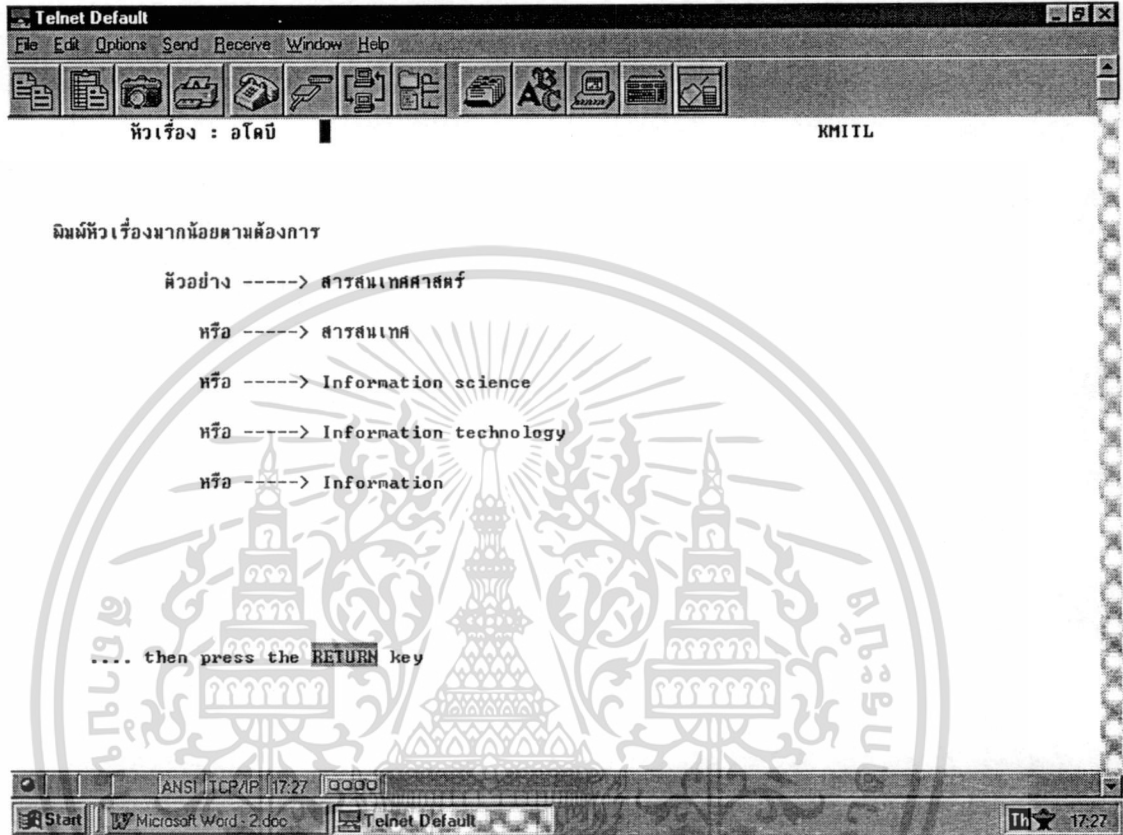 Telnet Default
File Edit Options Send Receive Window Help
หัวเรื่อง : อโดบี KMITL
พิมพ์หัวเรื่องมากน้อยตามต้องการ
ตัวอย่าง -----> สารสนเทศศาสตร์
หรือ -----> สารสนเทศ
หรือ -----> Information science
หรือ -----> Information technology
หรือ -----> Information
.... then press the RETURN key
ANSI TCP/IP 17:27
Start Microsoft Word - 2.doc Telnet Default Th 17:27